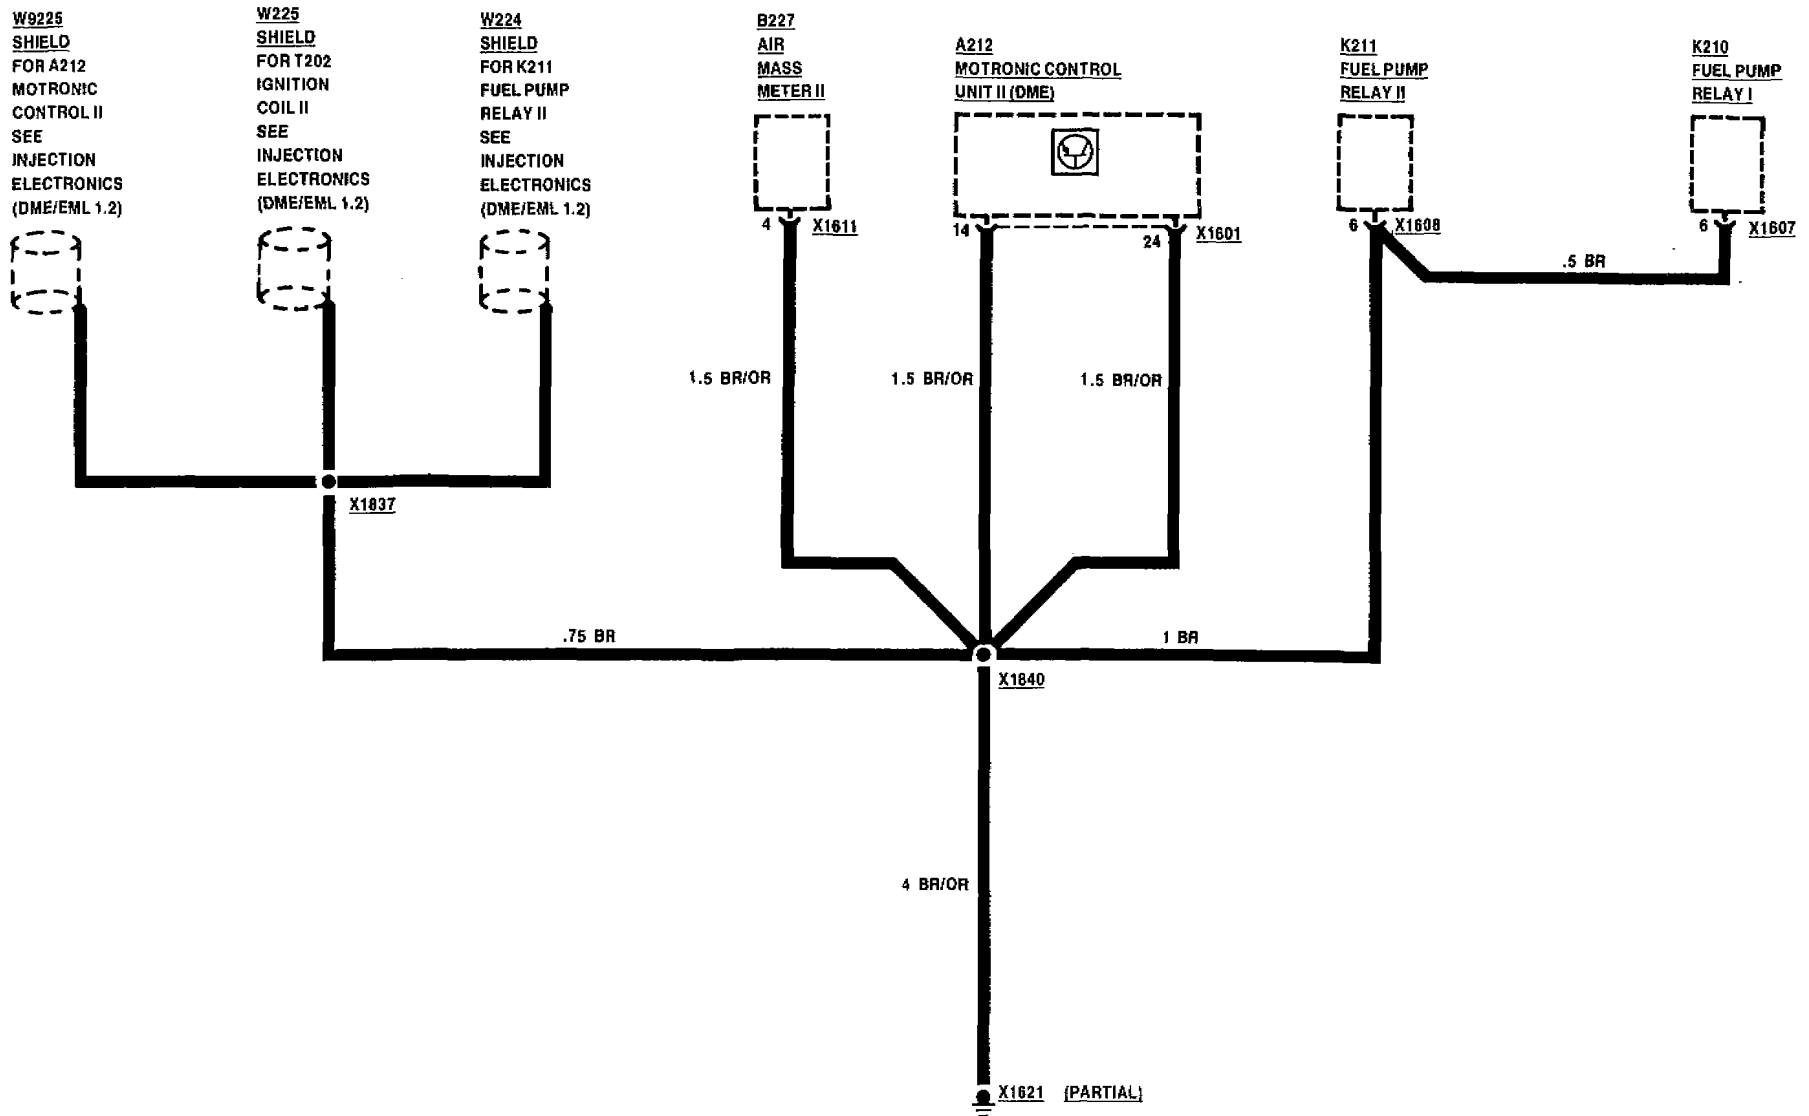 W9225
SHIELD
FOR A212
MOTRONIC
CONTROL II
SEE
INJECTION
ELECTRONICS
(DME/EML 1.2)
W225
SHIELD
FOR T202
IGNITION
COIL II
SEE
INJECTION
ELECTRONICS
(DME/EML 1.2)
W224
SHIELD
FOR K211
FUEL PUMP
RELAY II
SEE
INJECTION
ELECTRONICS
(DME/EML 1.2)
B227
AIR
MASS
METER II
A212
MOTRONIC CONTROL
UNIT II (DME)
K211
FUEL PUMP
RELAY II
K210
FUEL PUMP
RELAY I
4
X1611
14
24
X1601
6
X1608
6
X1607
.5 BR
1.5 BR/OR
1.5 BR/OR
1.5 BR/OR
X1837
.75 BR
1 BR
X1840
4 BR/OR
X1621 (PARTIAL)